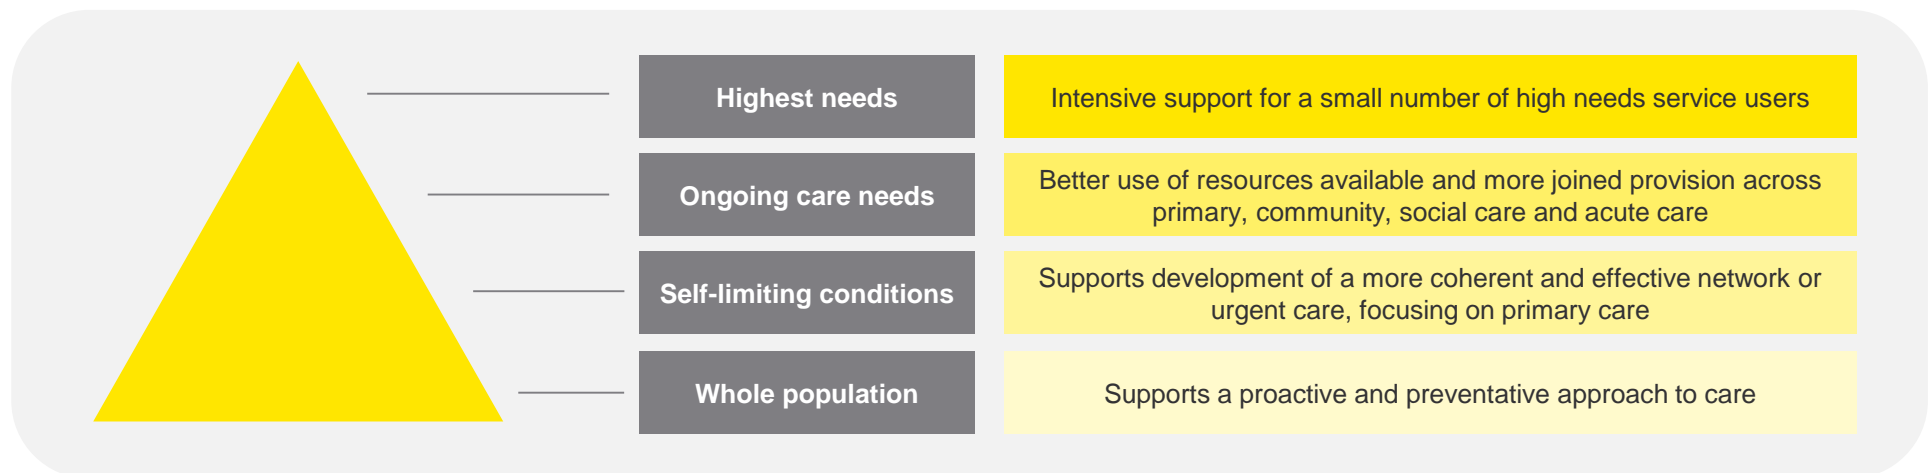 Highest needs
Intensive support for a small number of high needs service users
Ongoing care needs
Better use of resources available and more joined provision across
primary, community, social care and acute care
Self-limiting conditions
Supports development of a more coherent and effective network or
urgent care, focusing on primary care
Whole population
Supports a proactive and preventative approach to care